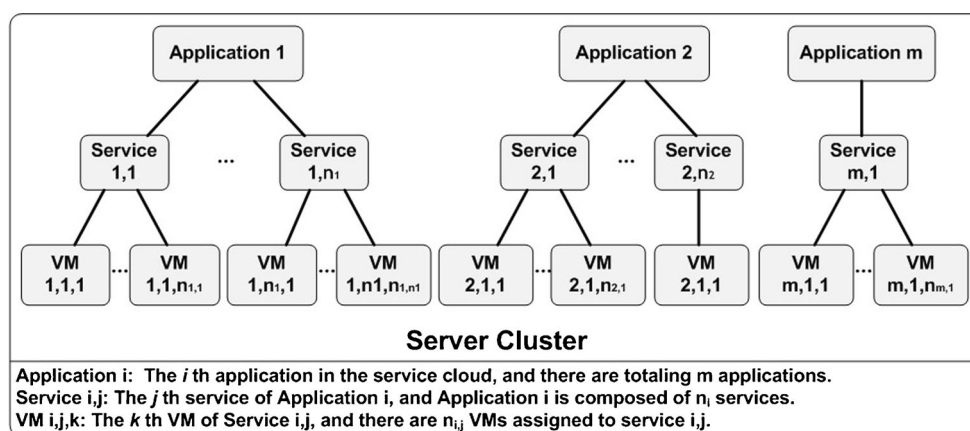 Application 1
Application 2
Application m
Service
1,1
...
Service
1,n₁
Service
2,1
...
Service
2,n₂
Service
m,1
VM
1,1,1
...
VM
1,1,n₁,₁
VM
1,n₁,1
...
VM
1,n1,n₁,ₙ₁
VM
2,1,1
...
VM
2,1,n₂,₁
VM
2,1,1
VM
m,1,1
...
VM
m,1,nₘ,₁
Server Cluster
Application i: The i th application in the service cloud, and there are totaling m applications.
Service i,j: The j th service of Application i, and Application i is composed of nᵢ services.
VM i,j,k: The k th VM of Service i,j, and there are nᵢ,ⱼ VMs assigned to service i,j.